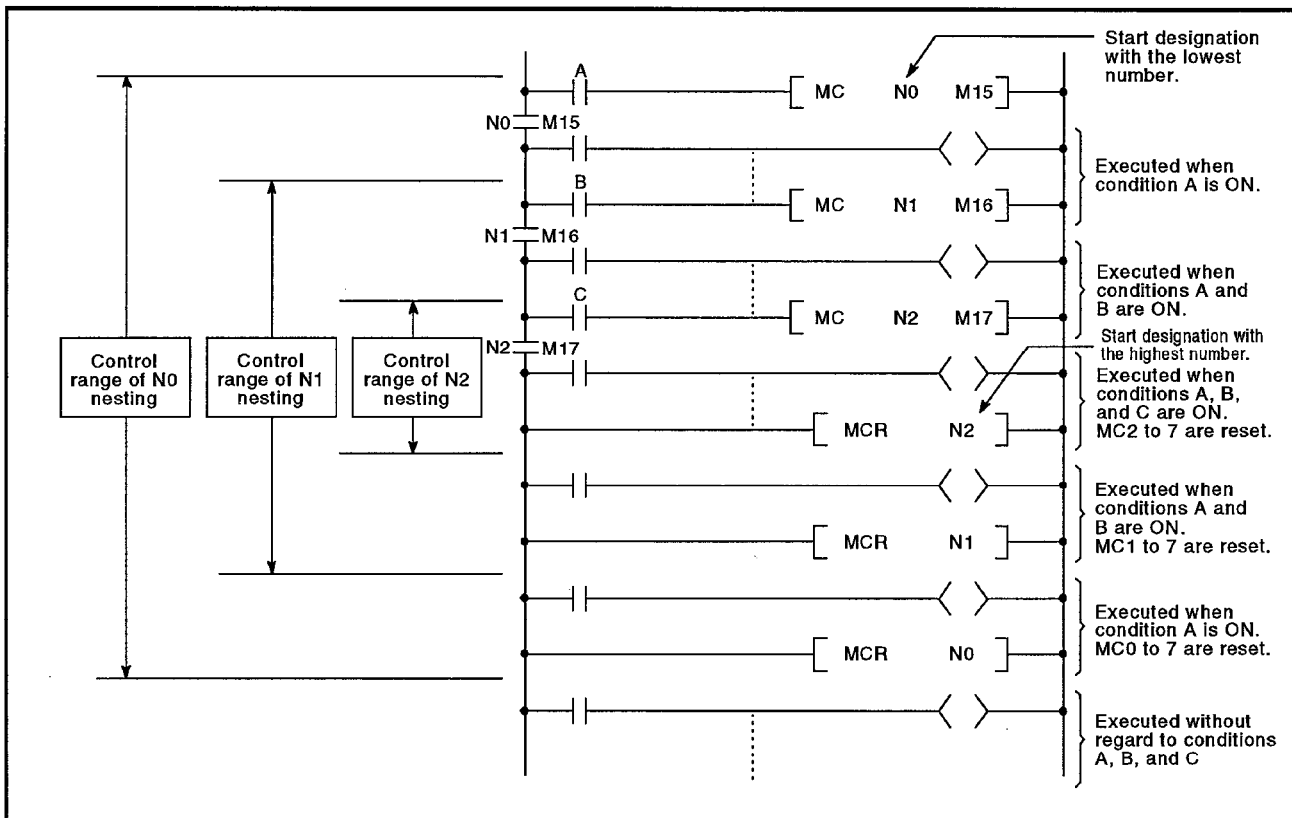 Start designation
with the lowest
number.
A
MC N0 M15
N0 M15
Executed when
condition A is ON.
B
MC N1 M16
N1 M16
Executed when
conditions A and
B are ON.
C
MC N2 M17
N2 M17
Start designation with
the highest number.
Control
range of N0
nesting
Control
range of N1
nesting
Control
range of N2
nesting
Executed when
conditions A, B,
and C are ON.
MC2 to 7 are reset.
MCR N2
Executed when
conditions A and
B are ON.
MC1 to 7 are reset.
MCR N1
Executed when
condition A is ON.
MC0 to 7 are reset.
MCR N0
Executed without
regard to conditions
A, B, and C